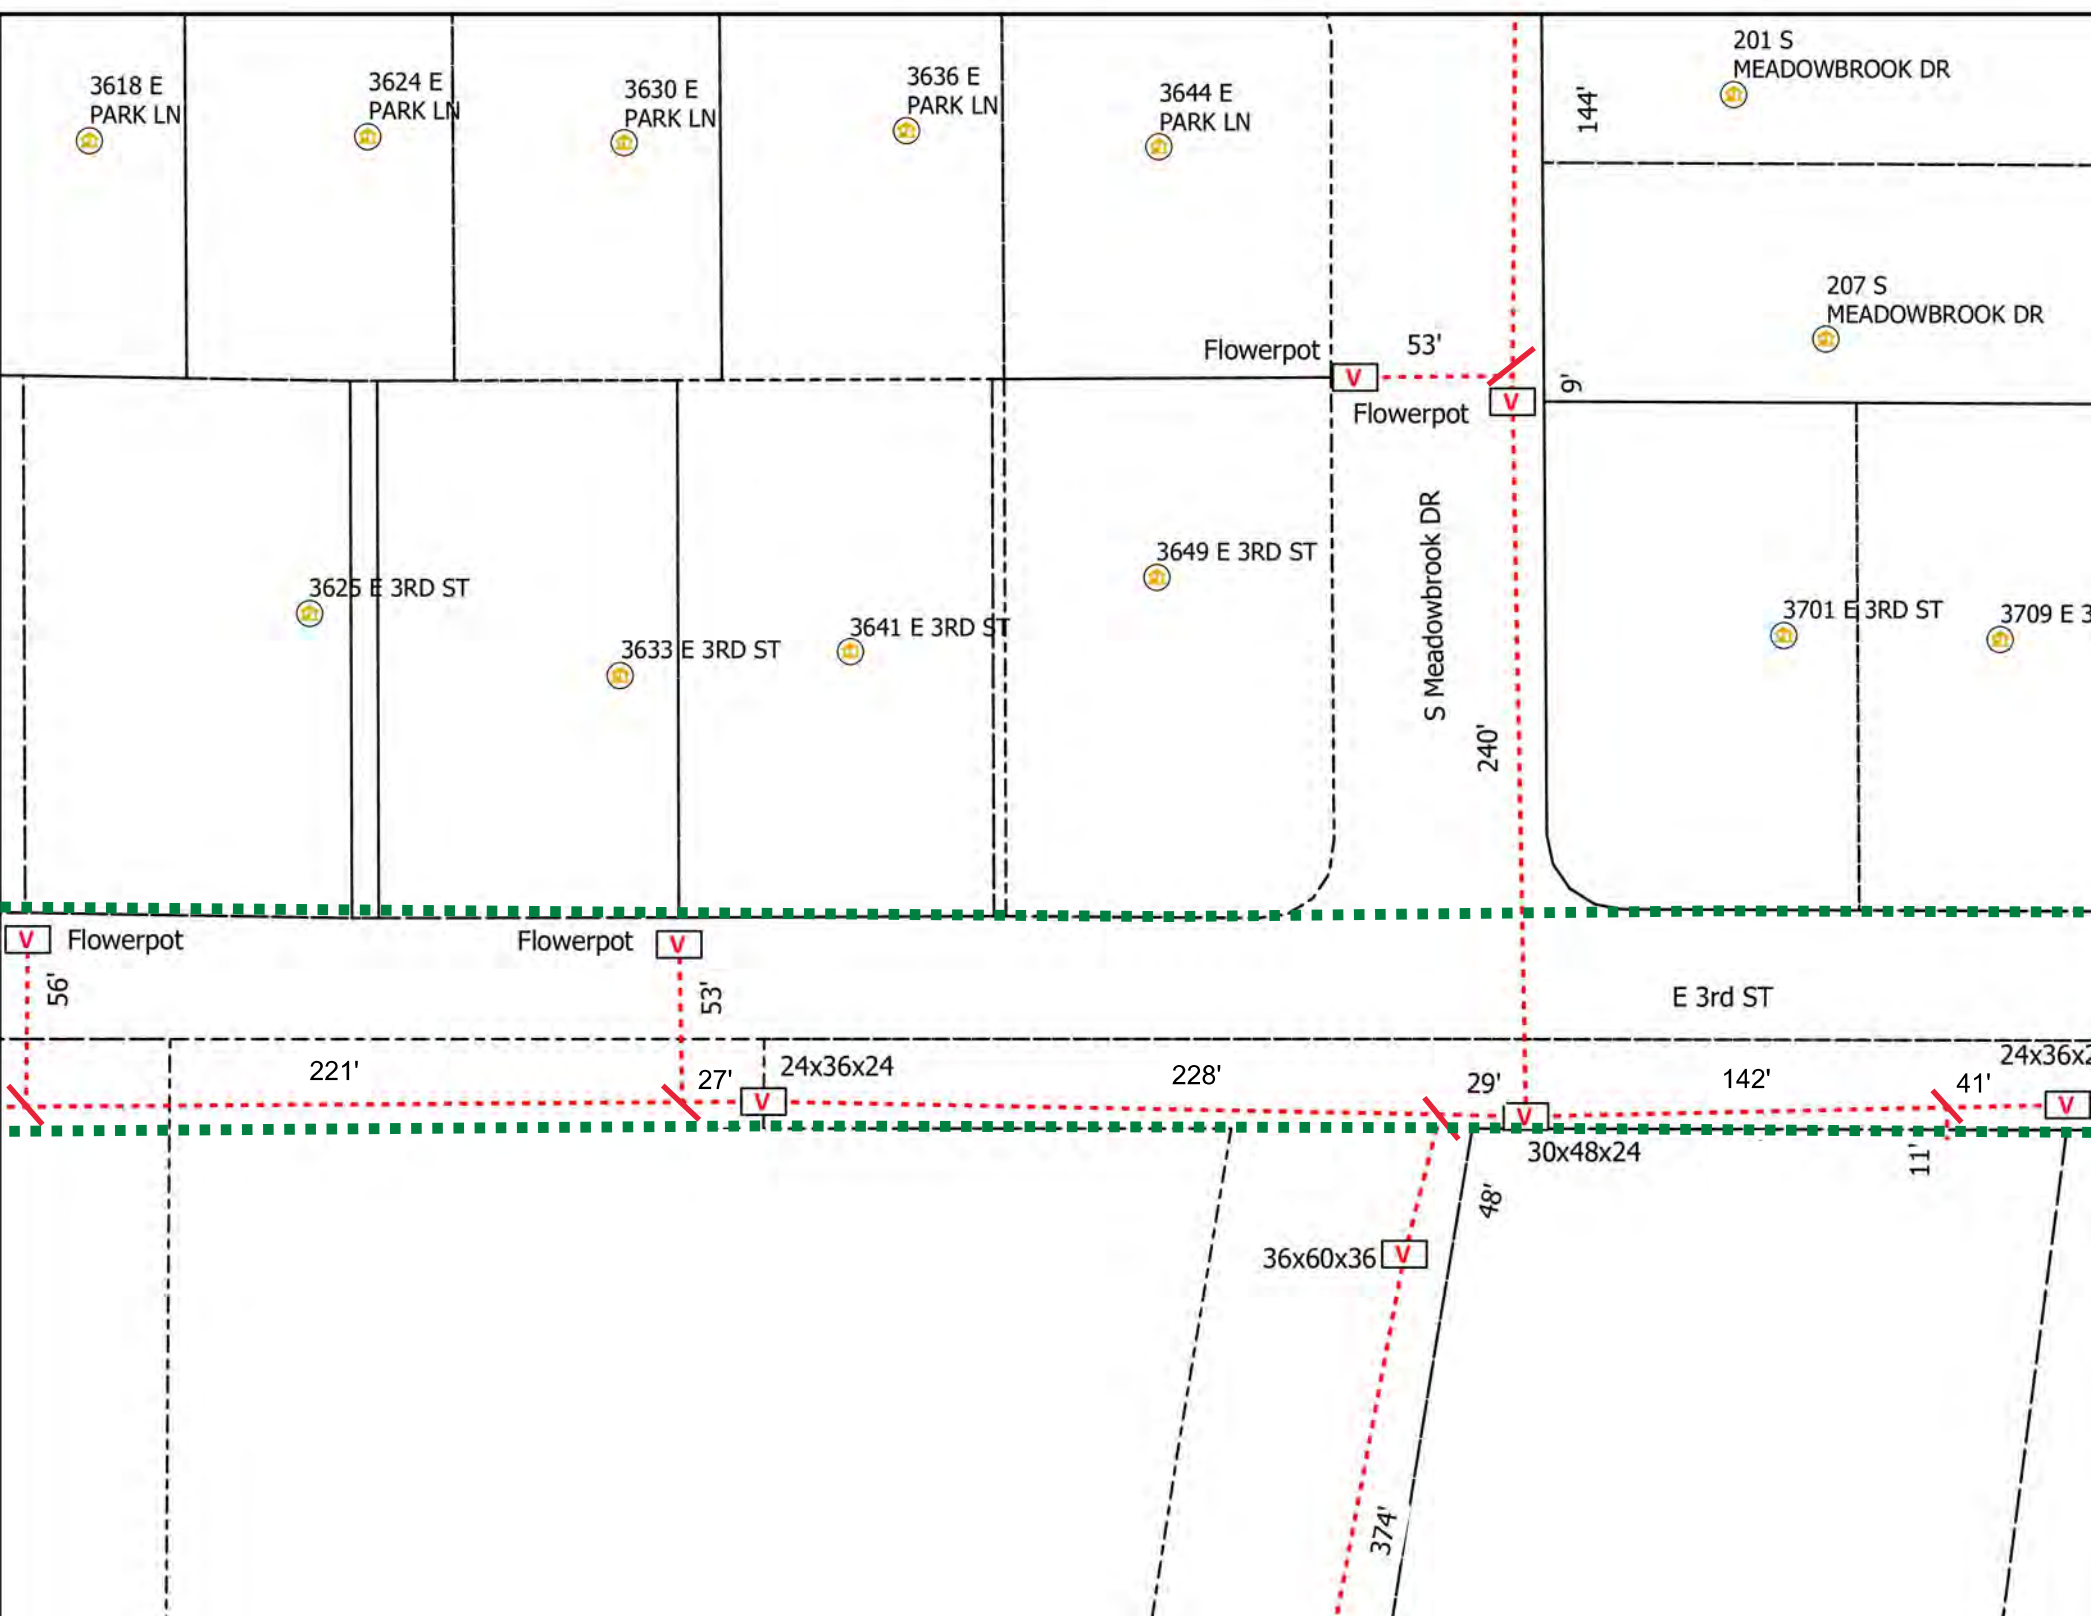 201 S
MEADOWBROOK DR
3618 E
PARK LN
3624 E
PARK LN
3630 E
PARK LN
3636 E
PARK LN
3644 E
PARK LN
144'
207 S
MEADOWBROOK DR
Flowerpot
53'
V
9'
V
Flowerpot
S Meadowbrook DR
3649 E 3RD ST
3625 E 3RD ST
3633 E 3RD ST
3641 E 3RD ST
3701 E 3RD ST
3709 E 3
240'
V
Flowerpot
Flowerpot
V
56'
53'
E 3rd ST
221'
27'
24x36x24
V
228'
29'
V
142'
41'
24x36x2
V
30x48x24
11'
48'
36x60x36
V
374'